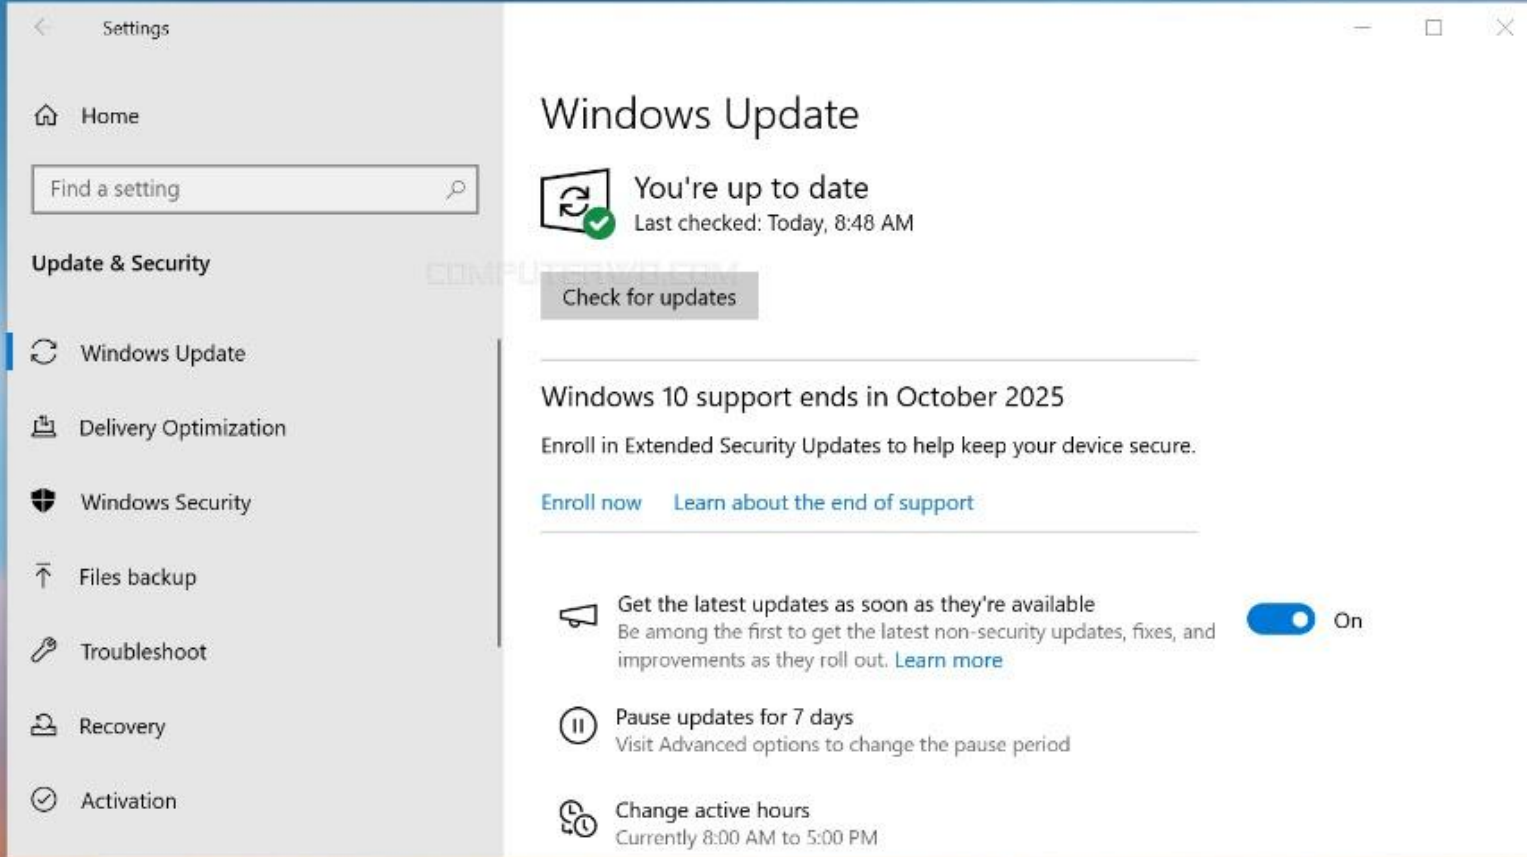 Settings
Home
Find a setting
Update & Security
Windows Update
Delivery Optimization
Windows Security
Files backup
Troubleshoot
Recovery
Activation
Windows Update
You're up to date
Last checked: Today, 8:48 AM
COMPUTERWD.COM
Check for updates
Windows 10 support ends in October 2025
Enroll in Extended Security Updates to help keep your device secure.
Enroll now Learn about the end of support
Get the latest updates as soon as they're available
Be among the first to get the latest non-security updates, fixes, and
improvements as they roll out. Learn more
On
Pause updates for 7 days
Visit Advanced options to change the pause period
Change active hours
Currently 8:00 AM to 5:00 PM